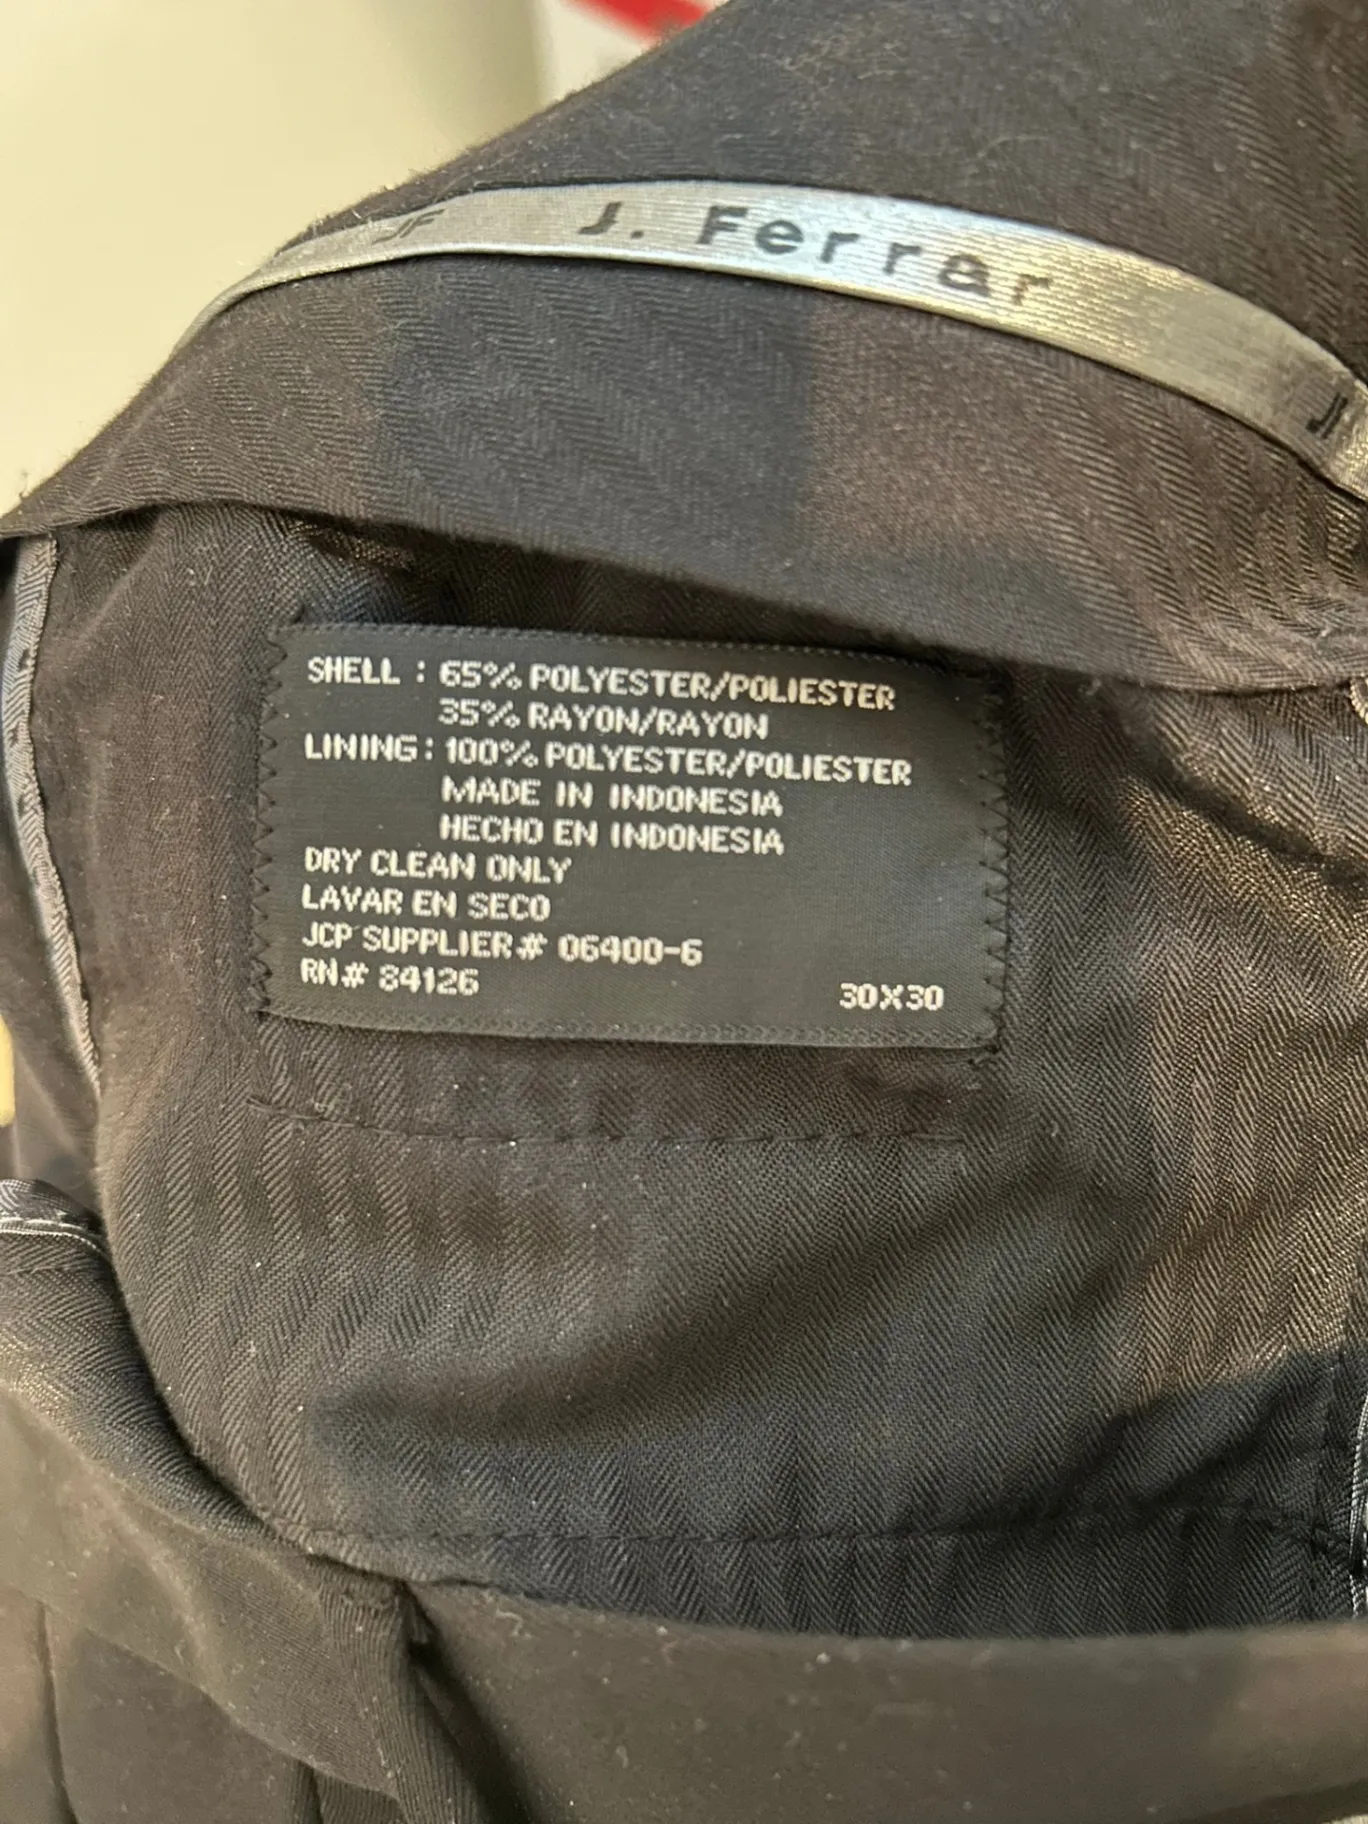 JF J. Ferrar
SHELL : 65% POLYESTER/POLIESTER
35% RAYON/RAYON
LINING : 100% POLYESTER/POLIESTER
MADE IN INDONESIA
HECHO EN INDONESIA
DRY CLEAN ONLY
LAVAR EN SECO
JCP SUPPLIER# 06400-6
RN# 84126 30X30